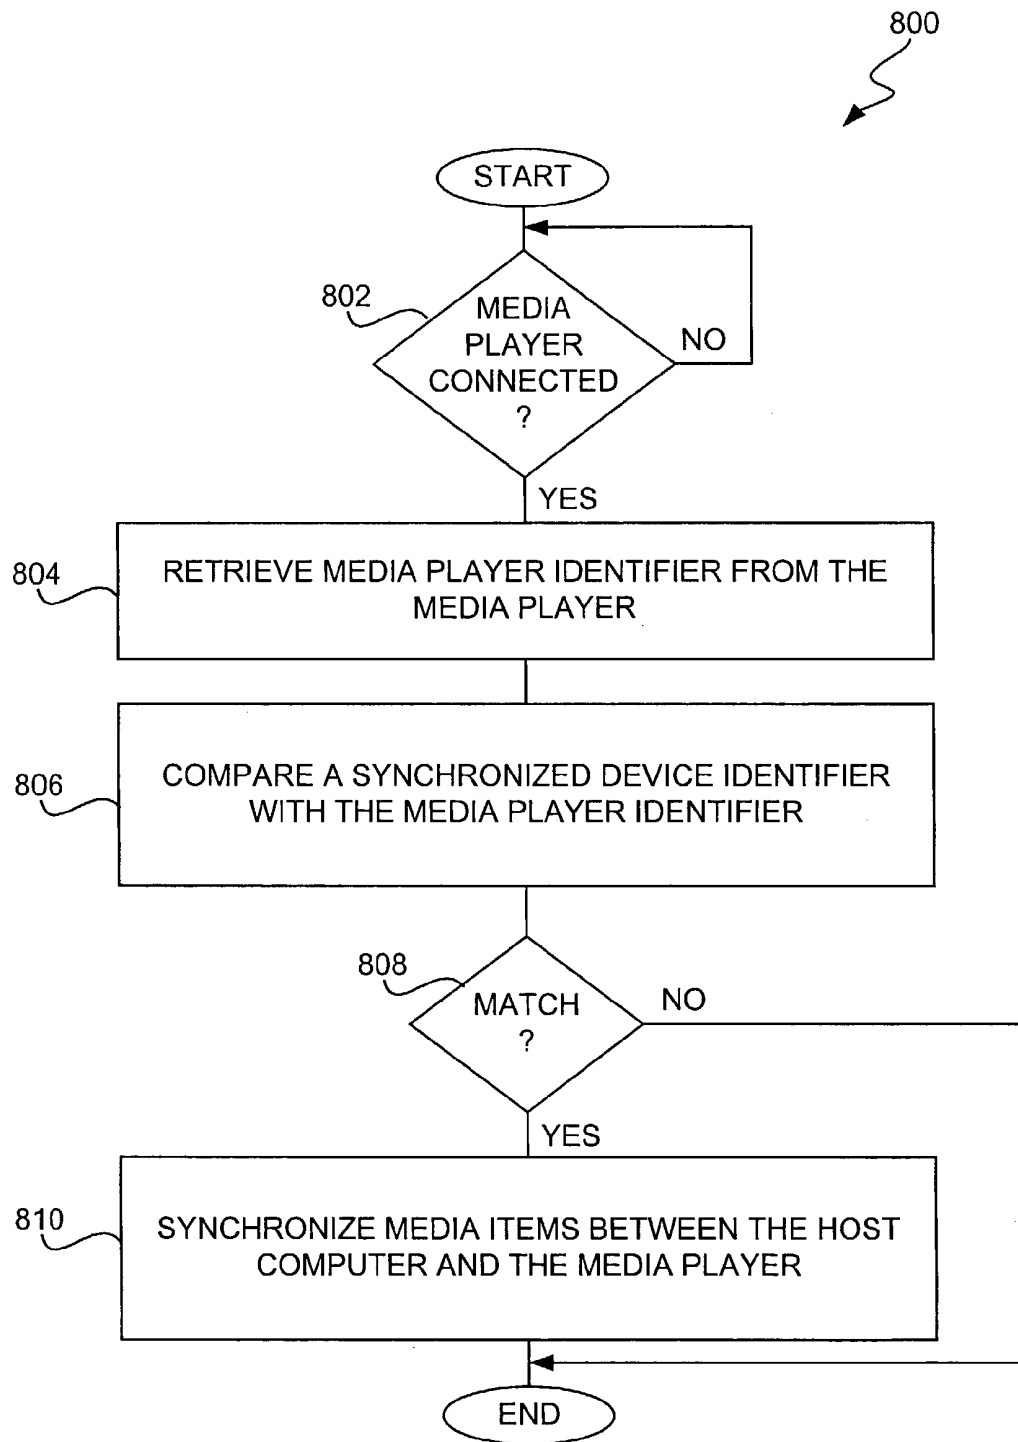 800
START
802
MEDIA
PLAYER
CONNECTED
?
NO
YES
804
RETRIEVE MEDIA PLAYER IDENTIFIER FROM THE
MEDIA PLAYER
806
COMPARE A SYNCHRONIZED DEVICE IDENTIFIER
WITH THE MEDIA PLAYER IDENTIFIER
808
MATCH
?
NO
YES
810
SYNCHRONIZE MEDIA ITEMS BETWEEN THE HOST
COMPUTER AND THE MEDIA PLAYER
END